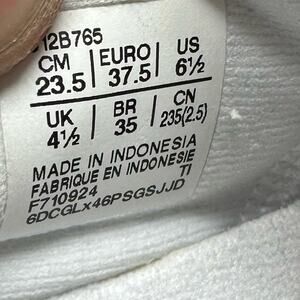 12B765
CM EURO US
23.5 37.5 6½
UK BR CN
4½ 35 235(2.5)
MADE IN INDONESIA
FABRIQUE EN INDONESIE
F710924 TI
6DCGLx46PSGSJJD